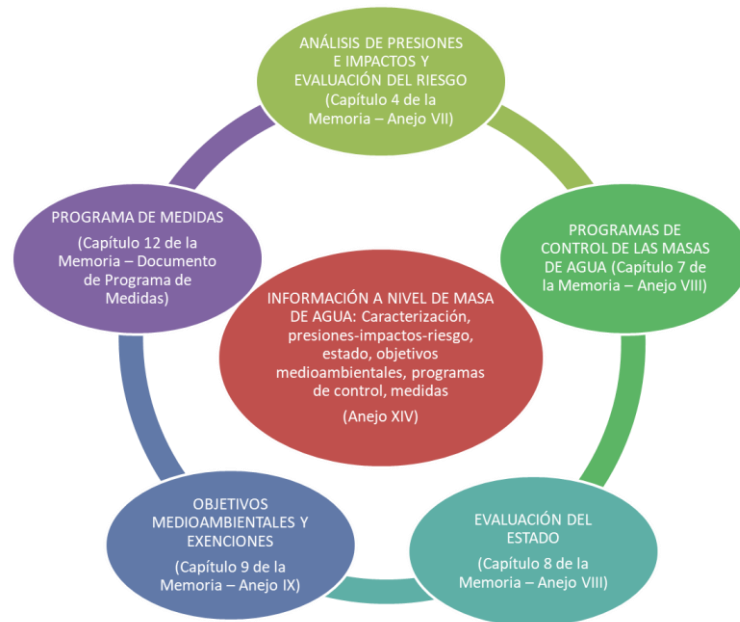 ANÁLISIS DE PRESIONES
E IMPACTOS Y
EVALUACIÓN DEL RIESGO
(Capítulo 4 de la
Memoria – Anejo VII)
PROGRAMAS DE
CONTROL DE LAS MASAS
DE AGUA (Capítulo 7 de
la Memoria – Anejo VIII)
EVALUACIÓN DEL
ESTADO
(Capítulo 8 de la
Memoria – Anejo VIII)
OBJETIVOS
MEDIOAMBIENTALES Y
EXENCIONES
(Capítulo 9 de la
Memoria – Anejo IX)
PROGRAMA DE MEDIDAS
(Capítulo 12 de la
Memoria – Documento
de Programa de
Medidas)
INFORMACIÓN A NIVEL DE MASA
DE AGUA: Caracterización,
presiones-impactos-riesgo,
estado, objetivos
medioambientales, programas
de control, medidas
(Anejo XIV)